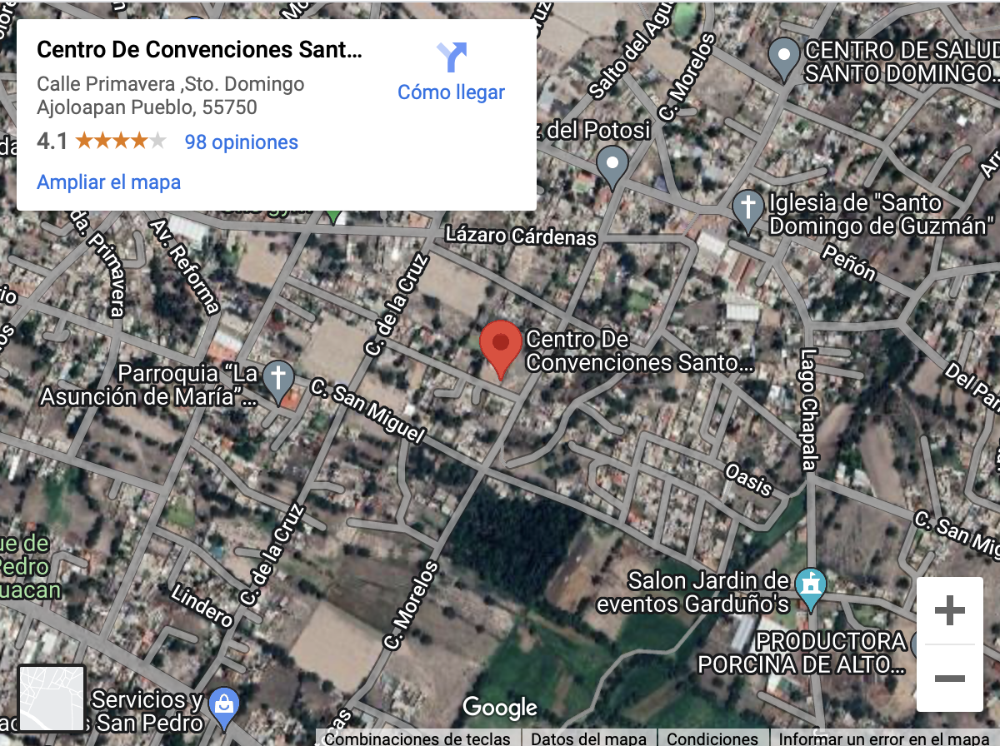 Centro De Convenciones Sant...
Calle Primavera ,Sto. Domingo
Ajoloapan Pueblo, 55750
4.1
98 opiniones
Ampliar el mapa
Cómo llegar
Salto del Agua
C. Morelos
CENTRO DE SALUD
SANTO DOMINGO...
del Potosi
Iglesia de "Santo
Domingo de Guzmán"
Lázaro Cárdenas
Peñón
da. Primavera
Av. Reforma
C. de la Cruz
Centro De
Convenciones Santo...
Parroquia “La
Asunción de María”...
C. San Miguel
Lago Chapala
Oasis
C. San Mig
ue de
Pedro
uacan
C. de la Cruz
Lindero
C. Morelos
Salon Jardin de
eventos Garduño's
PRODUCTORA
PORCINA DE ALTO...
Servicios y
San Pedro
Google
Combinaciones de teclas
Datos del mapa
Condiciones
Informar un error en el mapa